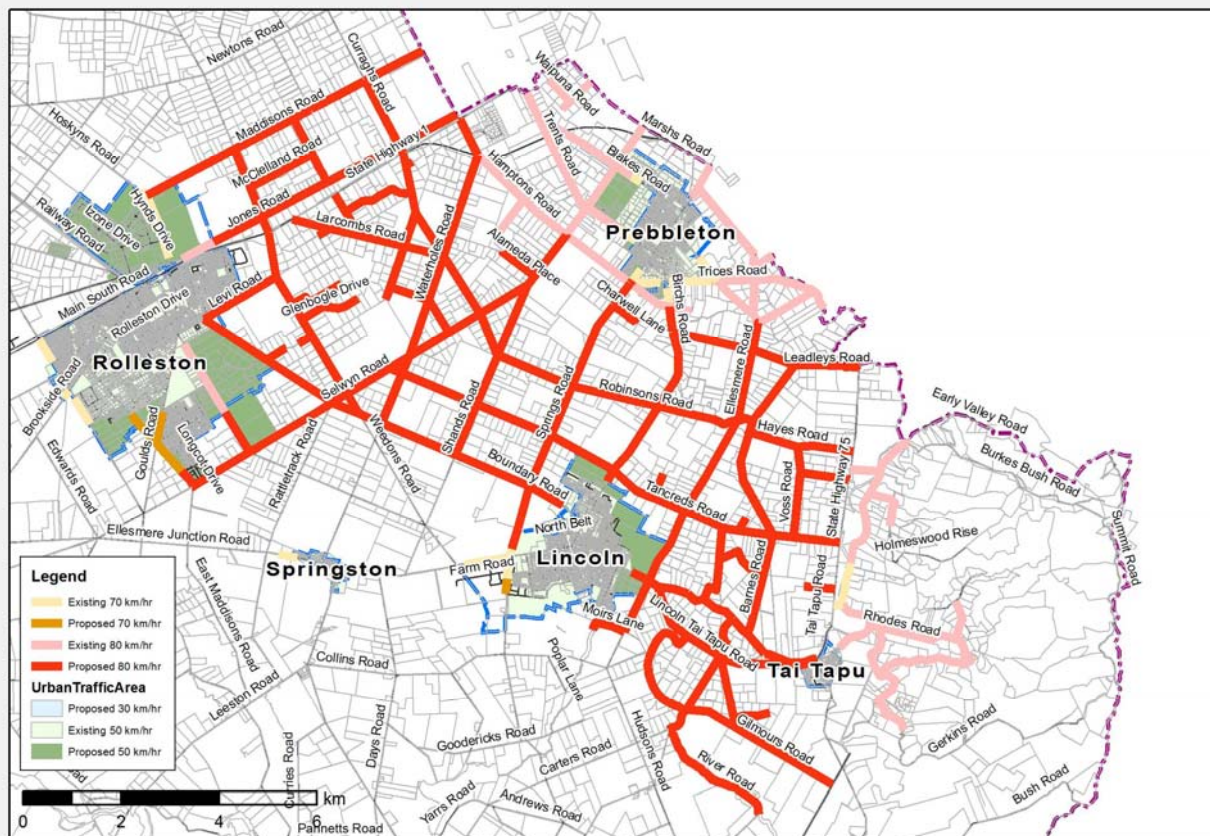 Newtons Road
Curraghs Road
Waipuna Road
Hoskyns Road
Maddisons Road
Trents Road
Marshs Road
McClelland Road
State Highway 1
Blakes Road
Hamptons Road
Hynds Drive
Izone Drive
Railway Road
Jones Road
Larcombs Road
Waterholes Road
Alameda Place
Prebbleton
Trices Road
Main South Road
Levi Road
Glenbogle Drive
Charwell Lane
Birchs Road
Rolleston Drive
Rolleston
Ellesmere Road
Leadleys Road
Brookside Road
Selwyn Road
Robinsons Road
Springs Road
Shands Road
Hayes Road
Early Valley Road
Burkes Bush Road
Goulds Road
Longcot Drive
Edwards Road
Rattletrack Road
Weedons Road
Boundary Road
Tancreds Road
Voss Road
State Highway 75
Summit Road
Ellesmere Junction Road
North Belt
Holmeswood Rise
Springston
Farm Road
Lincoln
East Maddisons Road
Barnes Road
Tai Tapu Road
Moirs Lane
Lincoln Tai Tapu Road
Rhodes Road
Collins Road
Poplar Lane
Tai Tapu
Leeston Road
Days Road
Goodericks Road
Hudsons Road
Gilmours Road
Gerkins Road
Carters Road
River Road
Bush Road
Curries Road
Yarrs Road
Andrews Road
Pannetts Road
Road
Legend
Existing 70 km/hr
Proposed 70 km/hr
Existing 80 km/hr
Proposed 80 km/hr
UrbanTrafficArea
Proposed 30 km/hr
Existing 50 km/hr
Proposed 50 km/hr
km
0 2 4 6